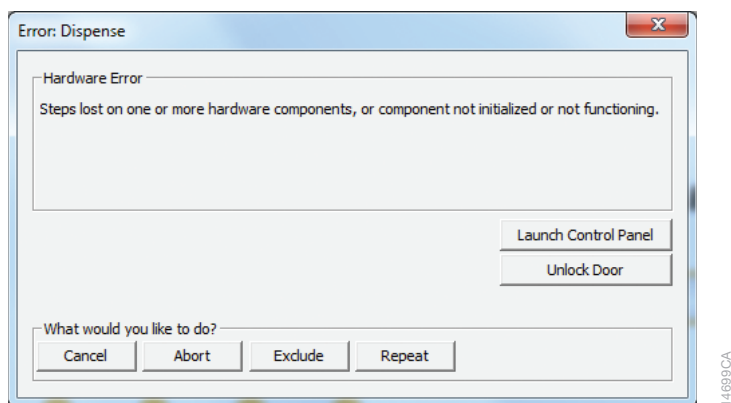 Error: Dispense
X
Hardware Error
Steps lost on one or more hardware components, or component not initialized or not functioning.
Launch Control Panel
Unlock Door
What would you like to do?
Cancel
Abort
Exclude
Repeat
14699CA